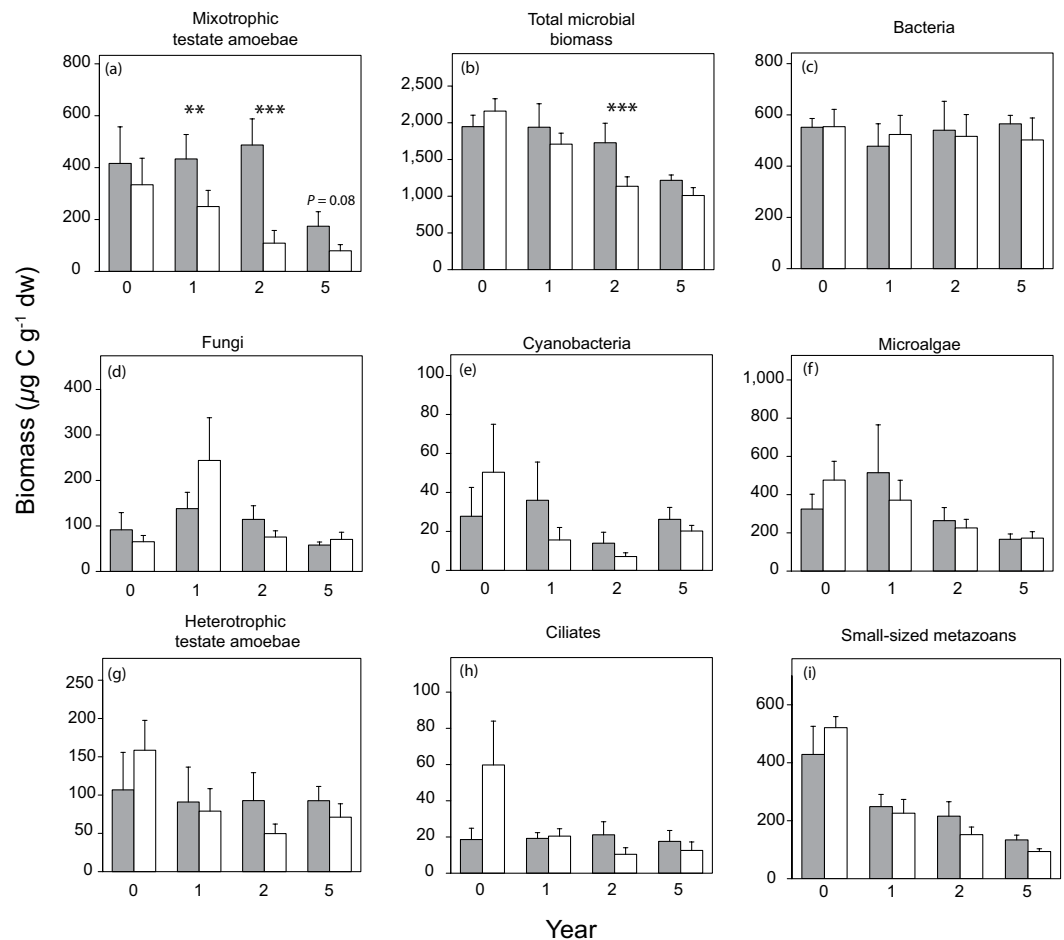 Mixotrophic
testate amoebae
Total microbial
biomass
Bacteria
(a)
800
600
400
200
0
**
***
P = 0.08
0 1 2 5
(b)
2,500
2,000
1,500
1,000
500
0
***
0 1 2 5
(c)
800
600
400
200
0
0 1 2 5
Biomass (µg C g⁻¹ dw)
Fungi
(d)
400
300
200
100
0
0 1 2 5
Cyanobacteria
(e)
100
80
60
40
20
0
0 1 2 5
Microalgae
(f)
1,000
800
600
400
200
0
0 1 2 5
Heterotrophic
testate amoebae
(g)
250
200
150
100
50
0
0 1 2 5
Ciliates
(h)
100
80
60
40
20
0
0 1 2 5
Small-sized metazoans
(i)
600
400
200
0
0 1 2 5
Year